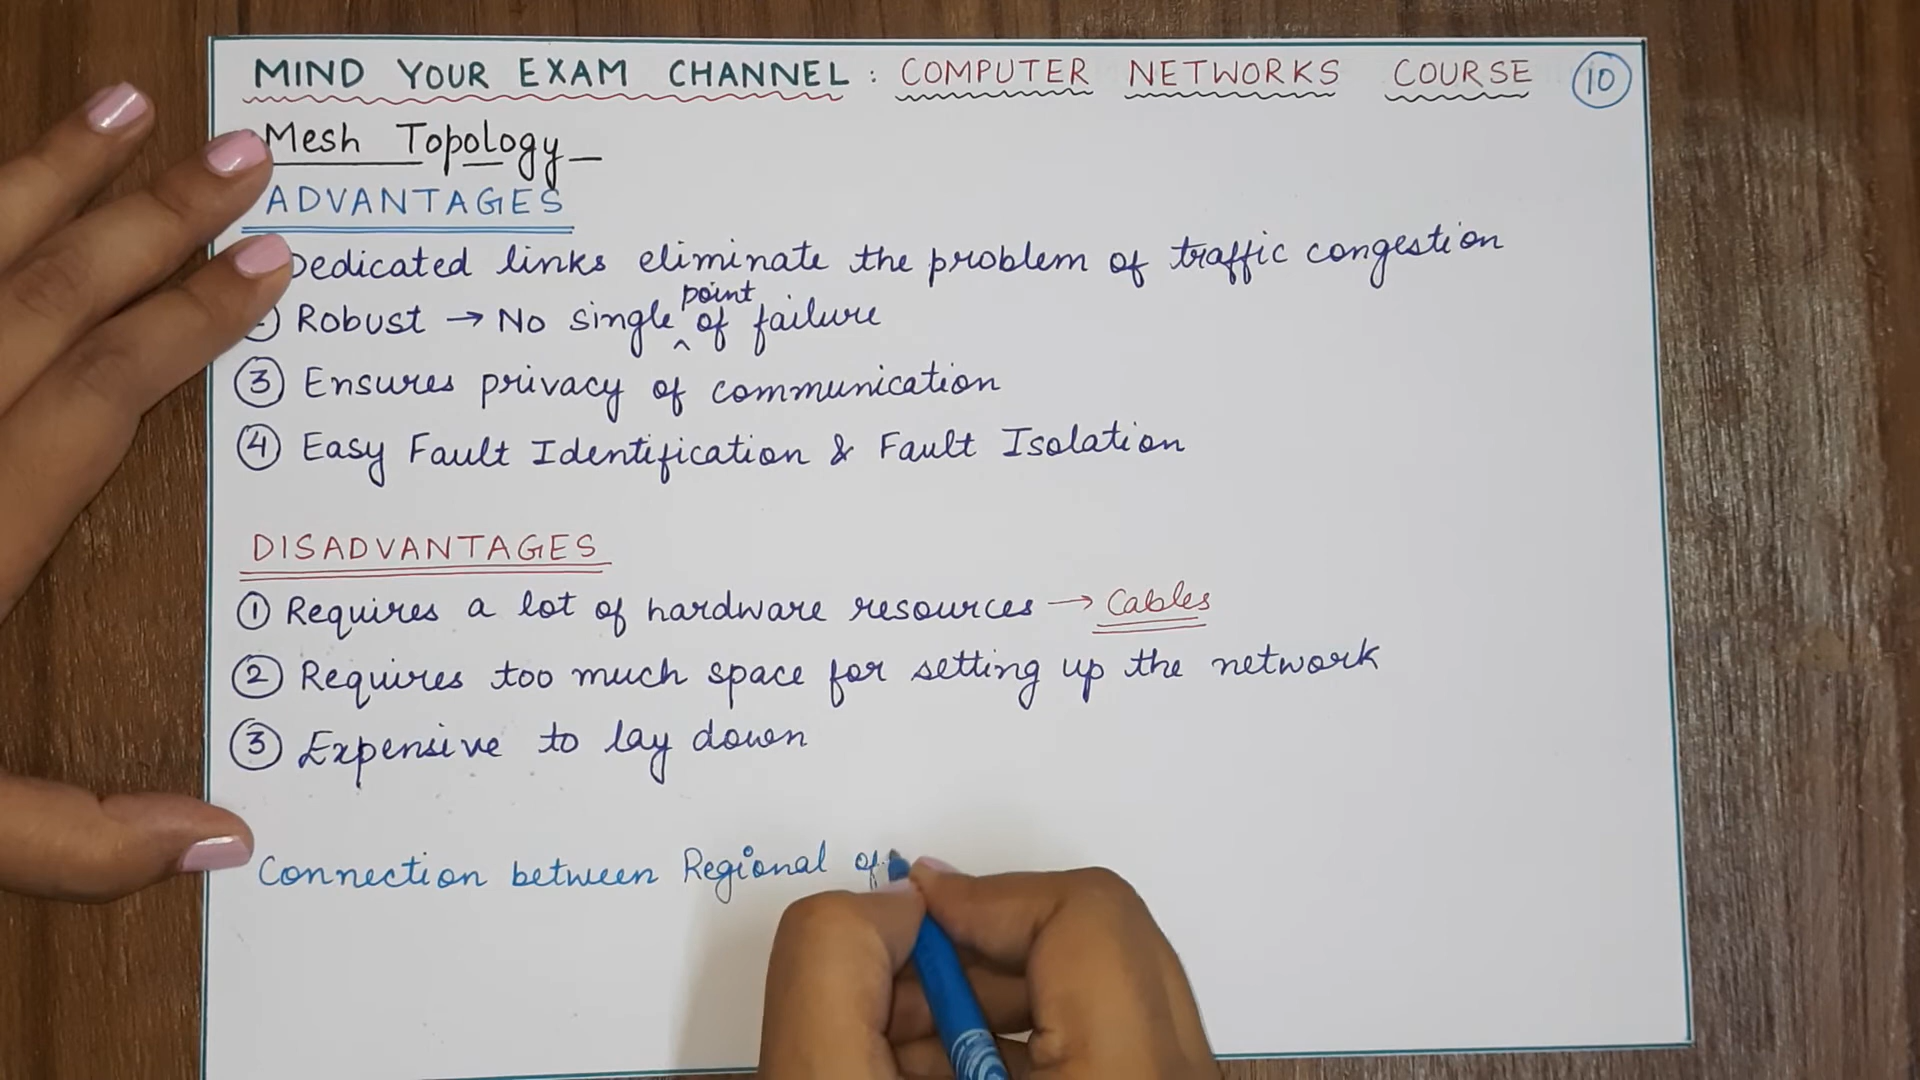 MIND YOUR EXAM CHANNEL : COMPUTER NETWORKS COURSE 10
Mesh Topology
ADVANTAGES
Dedicated links eliminate the problem of traffic congestion
2 Robust → No single point of failure
3 Ensures privacy of communication
4 Easy Fault Identification & Fault Isolation
DISADVANTAGES
1 Requires a lot of hardware resources → Cables
2 Requires too much space for setting up the network
3 Expensive to lay down
Connection between Regional of